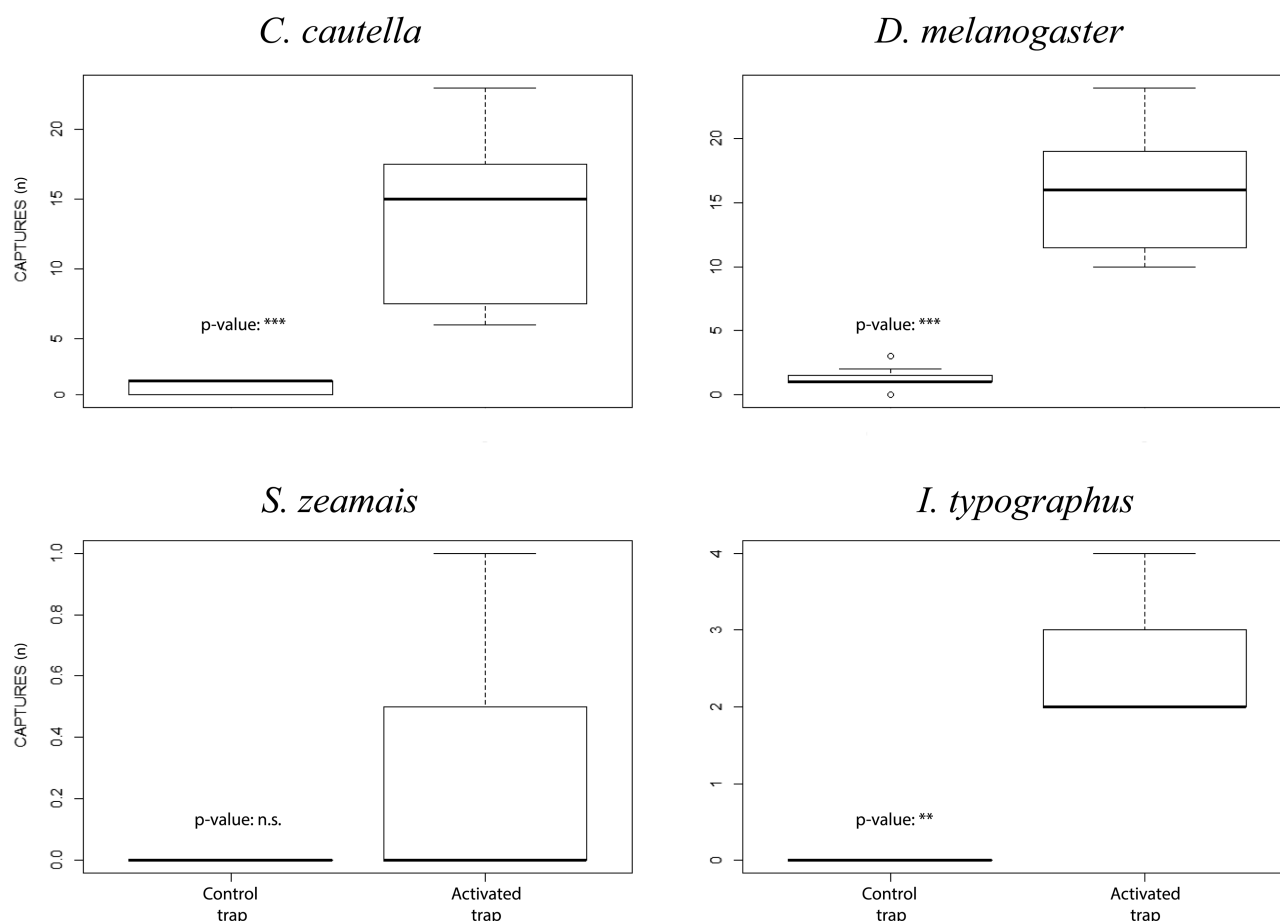 C. cautella
D. melanogaster
CAPTURES (n)
20
15
10
5
0
p-value: ***
20
15
10
5
0
p-value: ***
S. zeamais
I. typographus
CAPTURES (n)
1.0
0.8
0.6
0.4
0.2
0.0
p-value: n.s.
4
3
2
1
0
p-value: **
Control
trap
Activated
trap
Control
trap
Activated
trap